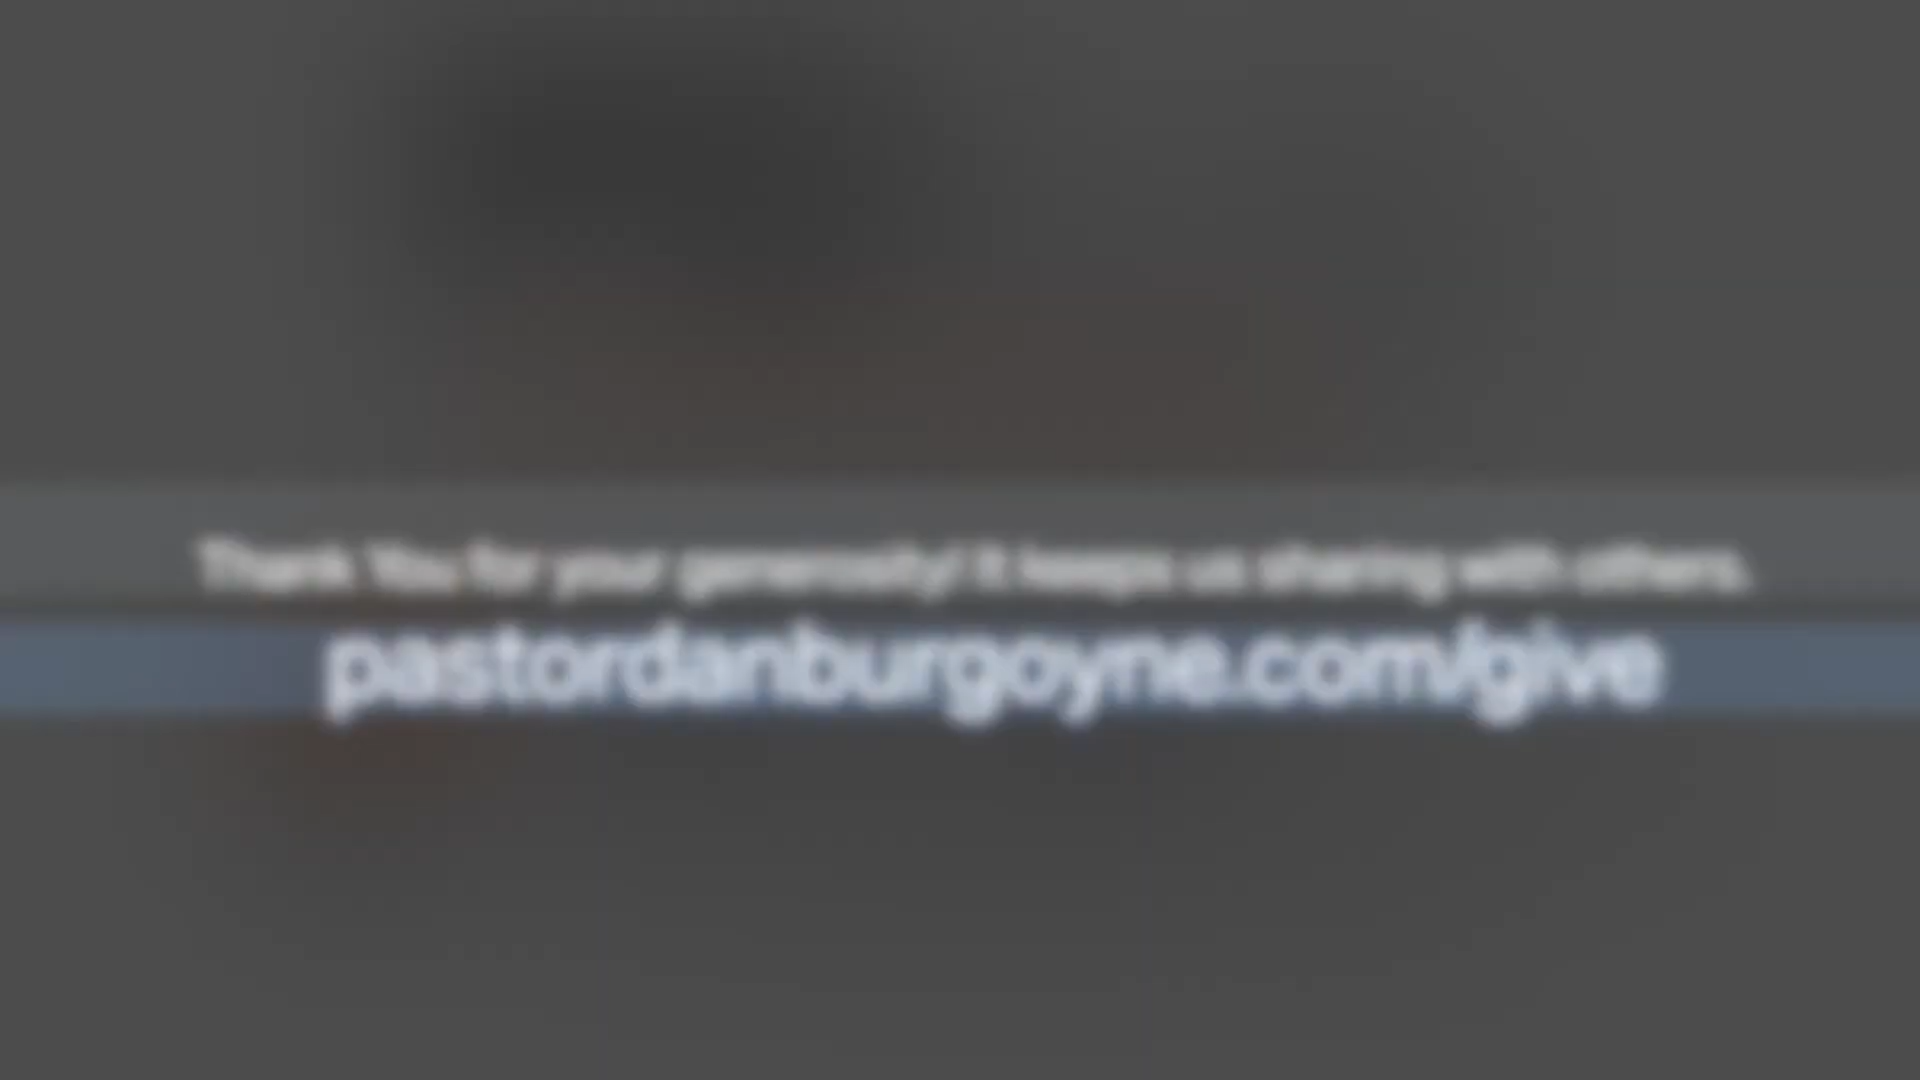 Thank You for your generosity! It keeps us sharing with others.
pastordanburgoyne.com/give